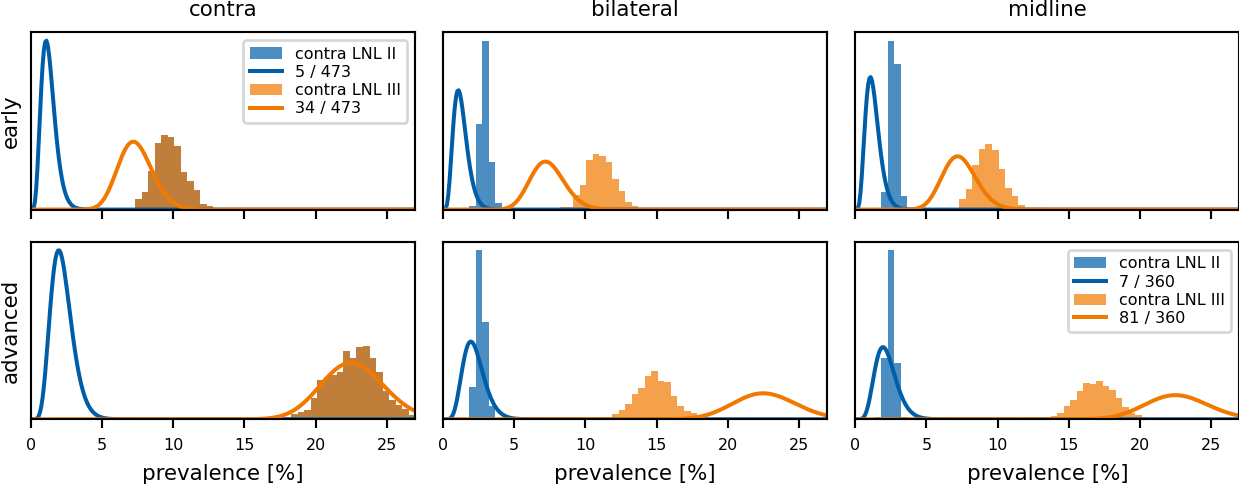 contra
bilateral
midline
early
contra LNL II
5 / 473
contra LNL III
34 / 473
0 5 10 15 20 25
0 5 10 15 20 25
advanced
contra LNL II
7 / 360
contra LNL III
81 / 360
0 5 10 15 20 25
prevalence [%]
prevalence [%]
prevalence [%]